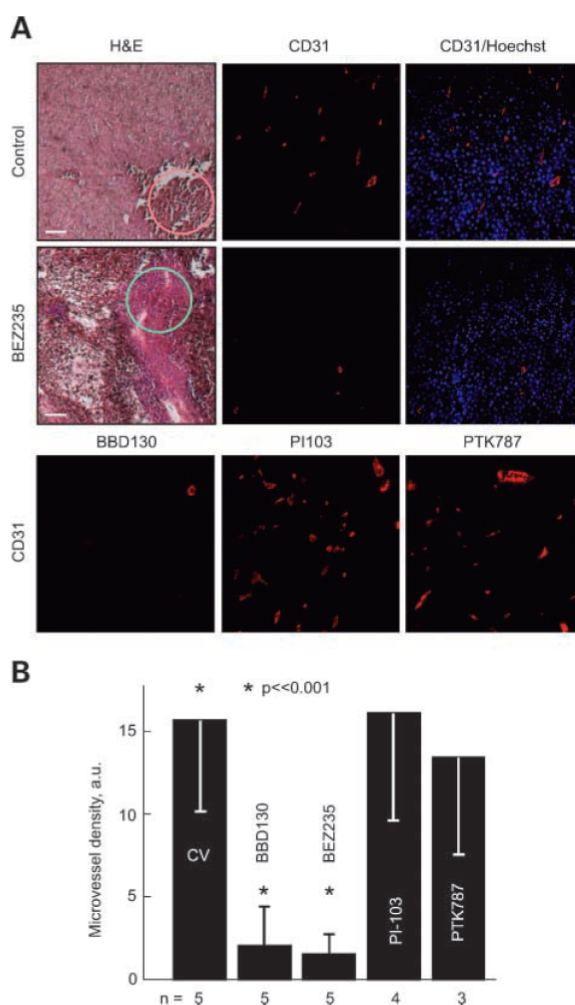 A
H&E CD31 CD31/Hoechst
Control
BEZ235
BBD130 PI103 PTK787
CD31
B
* * p<<0.001
15
10
5
0
Microvessel density, a.u.
CV
BBD130
*
BEZ235
*
PI-103
PTK787
n = 5 5 5 4 3